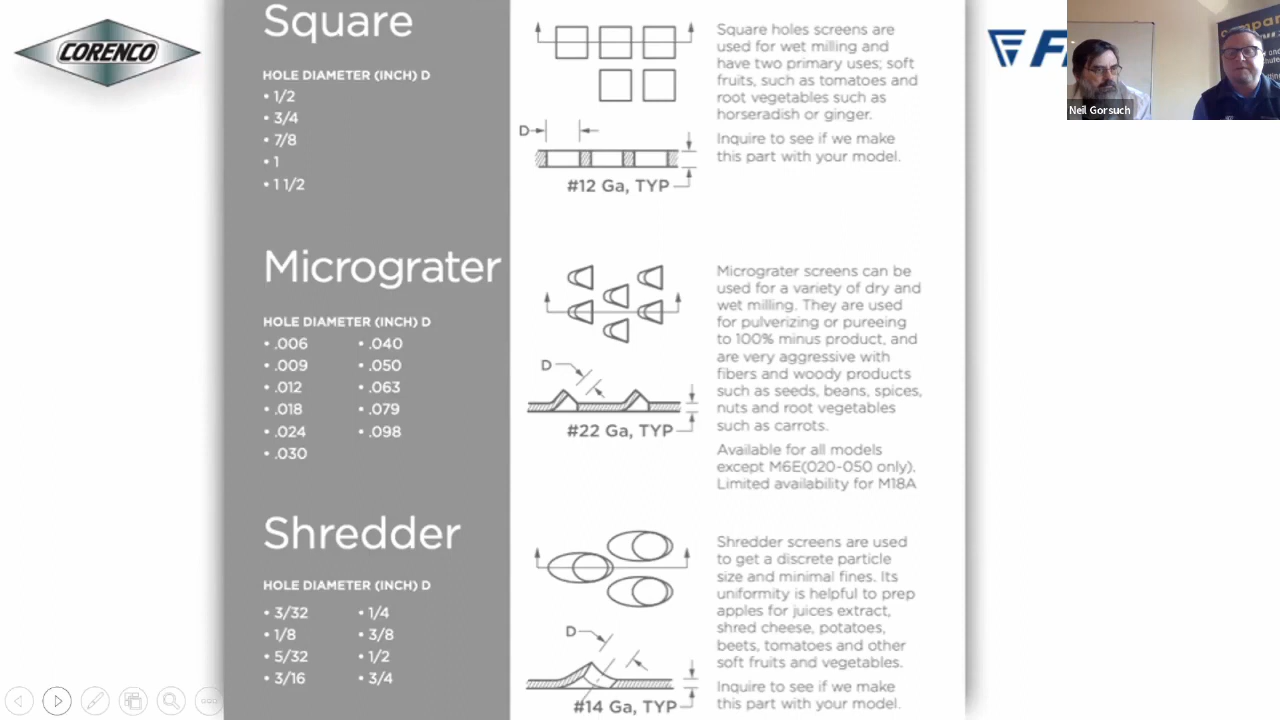 CORENCO
Square
HOLE DIAMETER (INCH) D
• 1/2
• 3/4
• 7/8
• 1
• 1 1/2
D
#12 Ga, TYP
Square holes screens are
used for wet milling and
have two primary uses; soft
fruits, such as tomatoes and
root vegetables such as
horseradish or ginger.
Inquire to see if we make
this part with your model.
Neil Gorsuch
Micrograter
HOLE DIAMETER (INCH) D
• .006
• .009
• .012
• .018
• .024
• .030
• .040
• .050
• .063
• .079
• .098
D
#22 Ga, TYP
Micrograter screens can be
used for a variety of dry and
wet milling. They are used
for pulverizing or pureeing
to 100% minus product, and
are very aggressive with
fibers and woody products
such as seeds, beans, spices,
nuts and root vegetables
such as carrots.
Available for all models
except M6E(020-050 only).
Limited availability for M18A
Shredder
HOLE DIAMETER (INCH) D
• 3/32
• 1/8
• 5/32
• 3/16
• 1/4
• 3/8
• 1/2
• 3/4
D
#14 Ga, TYP
Shredder screens are used
to get a discrete particle
size and minimal fines. Its
uniformity is helpful to prep
apples for juices extract,
shred cheese, potatoes,
beets, tomatoes and other
soft fruits and vegetables.
Inquire to see if we make
this part with your model.